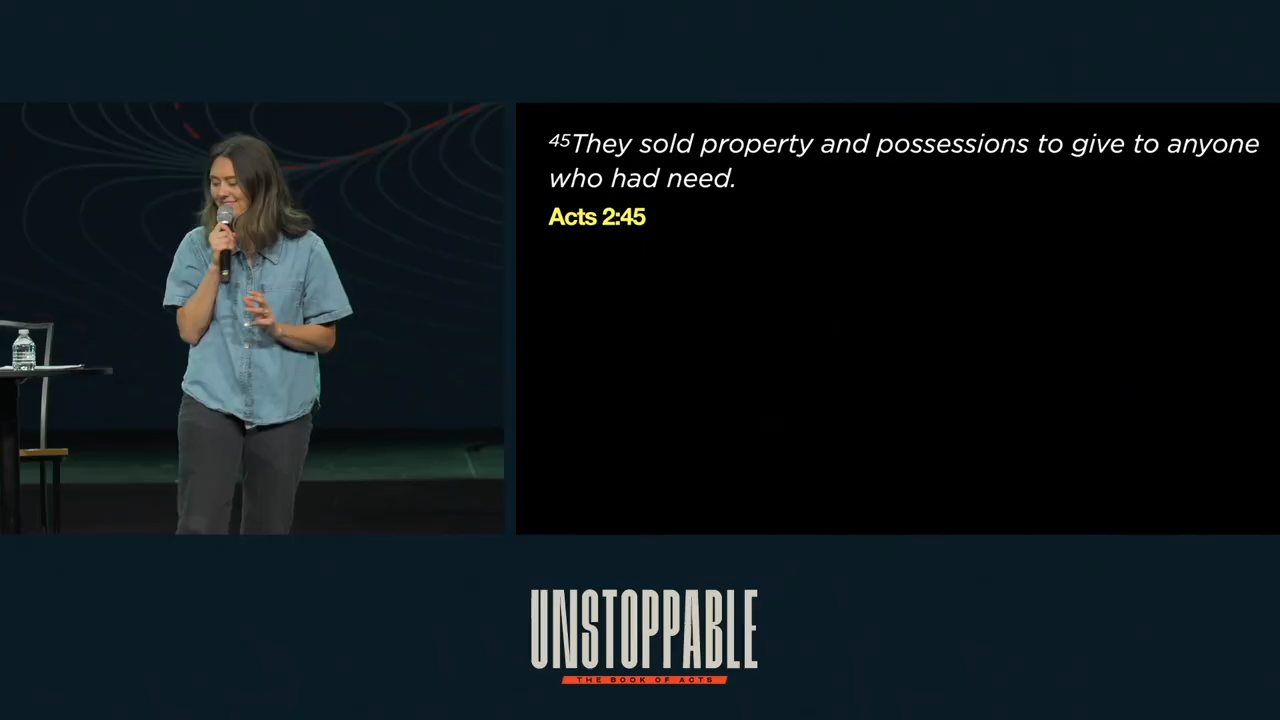 45They sold property and possessions to give to anyone
who had need.
Acts 2:45
UNSTOPPABLE
THE BOOK OF ACTS